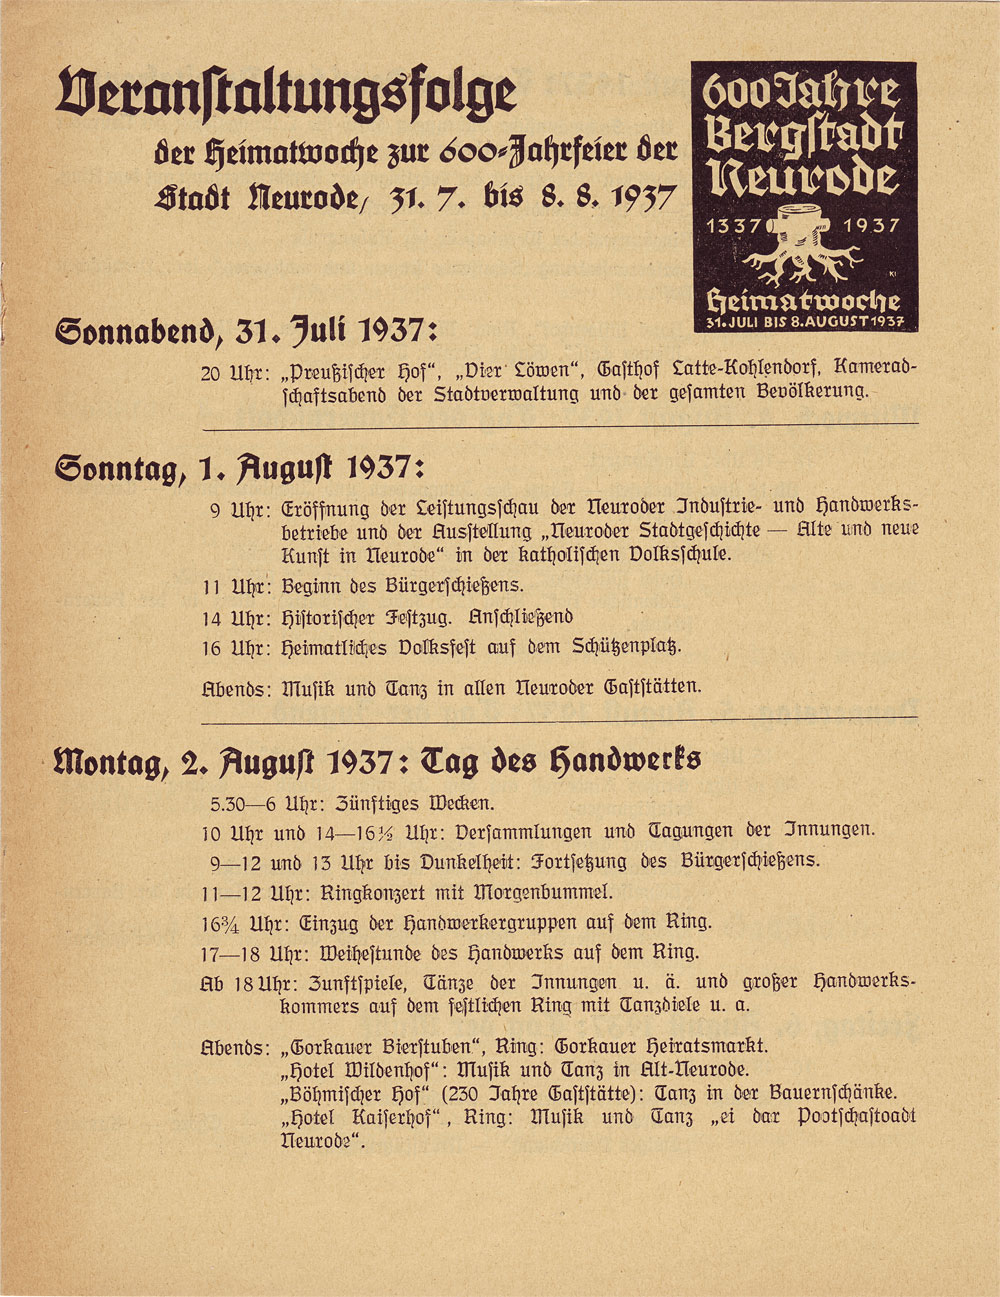 Veranstaltungsfolge
der Heimatwoche zur 600-Jahrfeier der
Stadt Neurode, 31. 7. bis 8. 8. 1937
600 Jahre
Bergstadt
Neurode
1337 1937
KI
Heimatwoche
31. JULI BIS 8. AUGUST 1937
Sonnabend, 31. Juli 1937:
20 Uhr: „Preußischer Hof“, „Vier Löwen“, Gasthof Latte-Kohlendorf, Kamerad-
schaftsabend der Stadtverwaltung und der gesamten Bevölkerung.
Sonntag, 1. August 1937:
9 Uhr: Eröffnung der Leistungsschau der Neuroder Industrie- und Handwerks-
betriebe und der Ausstellung „Neuroder Stadtgeschichte — Alte und neue
Kunst in Neurode“ in der katholischen Volksschule.
11 Uhr: Beginn des Bürgerschießens.
14 Uhr: Historischer Festzug. Anschließend
16 Uhr: Heimatliches Volksfest auf dem Schützenplatz.
Abends: Musik und Tanz in allen Neuroder Gaststätten.
Montag, 2. August 1937: Tag des Handwerks
5.30—6 Uhr: Zünftiges Wecken.
10 Uhr und 14—16½ Uhr: Versammlungen und Tagungen der Innungen.
9—12 und 13 Uhr bis Dunkelheit: Fortsetzung des Bürgerschießens.
11—12 Uhr: Ringkonzert mit Morgenbummel.
16¾ Uhr: Einzug der Handwerkergruppen auf dem Ring.
17—18 Uhr: Weihestunde des Handwerks auf dem Ring.
Ab 18 Uhr: Zunftspiele, Tänze der Innungen u. ä. und großer Handwerks-
kommers auf dem festlichen Ring mit Tanzdiele u. a.
Abends: „Gorkauer Bierstuben“, Ring: Gorkauer Heiratsmarkt.
„Hotel Wildenhof“: Musik und Tanz in Alt-Neurode.
„Böhmischer Hof“ (230 Jahre Gaststätte): Tanz in der Bauernschänke.
„Hotel Kaiserhof“, Ring: Musik und Tanz „ei dar Pootschastoadt
Neurode“.